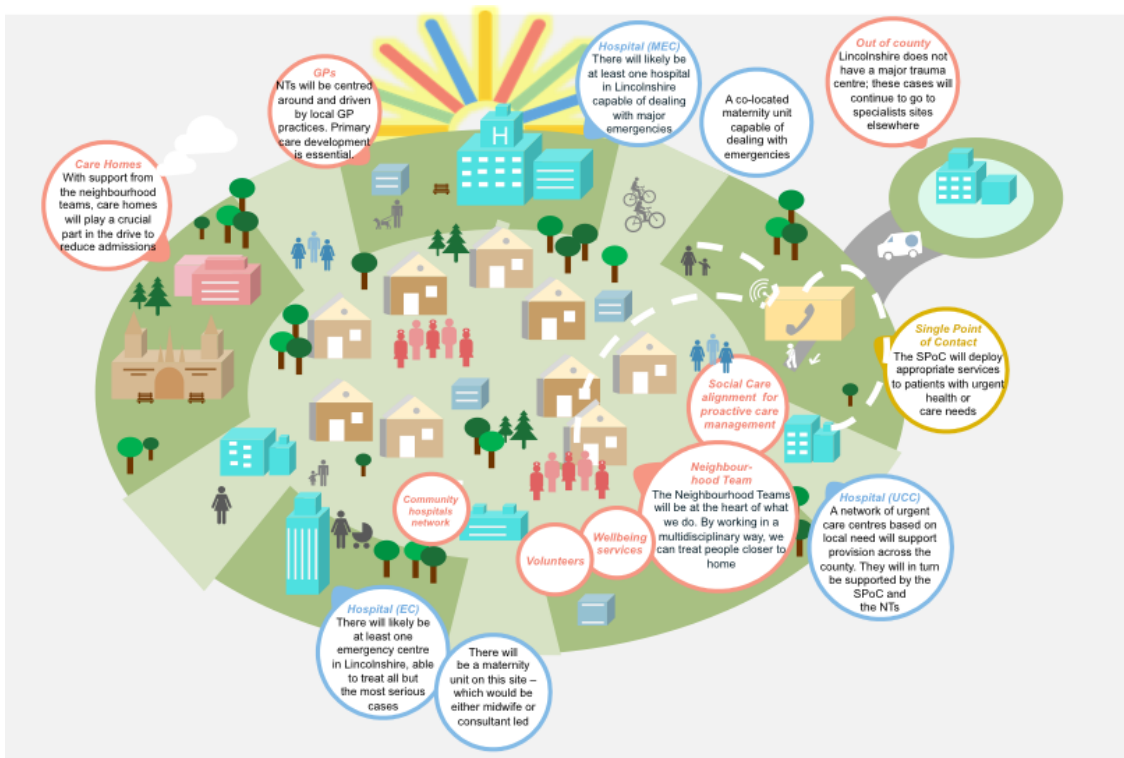 GPs
NTs will be centred
around and driven
by local GP
practices. Primary
care development
is essential.
Hospital (MEC)
There will likely be
at least one hospital
in Lincolnshire
capable of dealing
with major
emergencies
A co-located
maternity unit
capable of
dealing with
emergencies
Out of county
Lincolnshire does not
have a major trauma
centre; these cases will
continue to go to
specialists sites
elsewhere
Care Homes
With support from
the neighbourhood
teams, care homes
will play a crucial
part in the drive to
reduce admissions
H
Single Point
of Contact
The SPoC will deploy
appropriate services
to patients with urgent
health or
care needs
Social Care
alignment for
proactive care
management
Neighbour-
hood Team
The Neighbourhood Teams
will be at the heart of what
we do. By working in a
multidisciplinary way, we
can treat people closer to
home
Community
hospitals
network
Volunteers
Wellbeing
services
Hospital (UCC)
A network of urgent
care centres based on
local need will support
provision across the
county. They will in turn
be supported by the
SPoC and
the NTs
Hospital (EC)
There will likely be
at least one
emergency centre
in Lincolnshire, able
to treat all but
the most serious
cases
There will
be a maternity
unit on this site –
which would be
either midwife or
consultant led